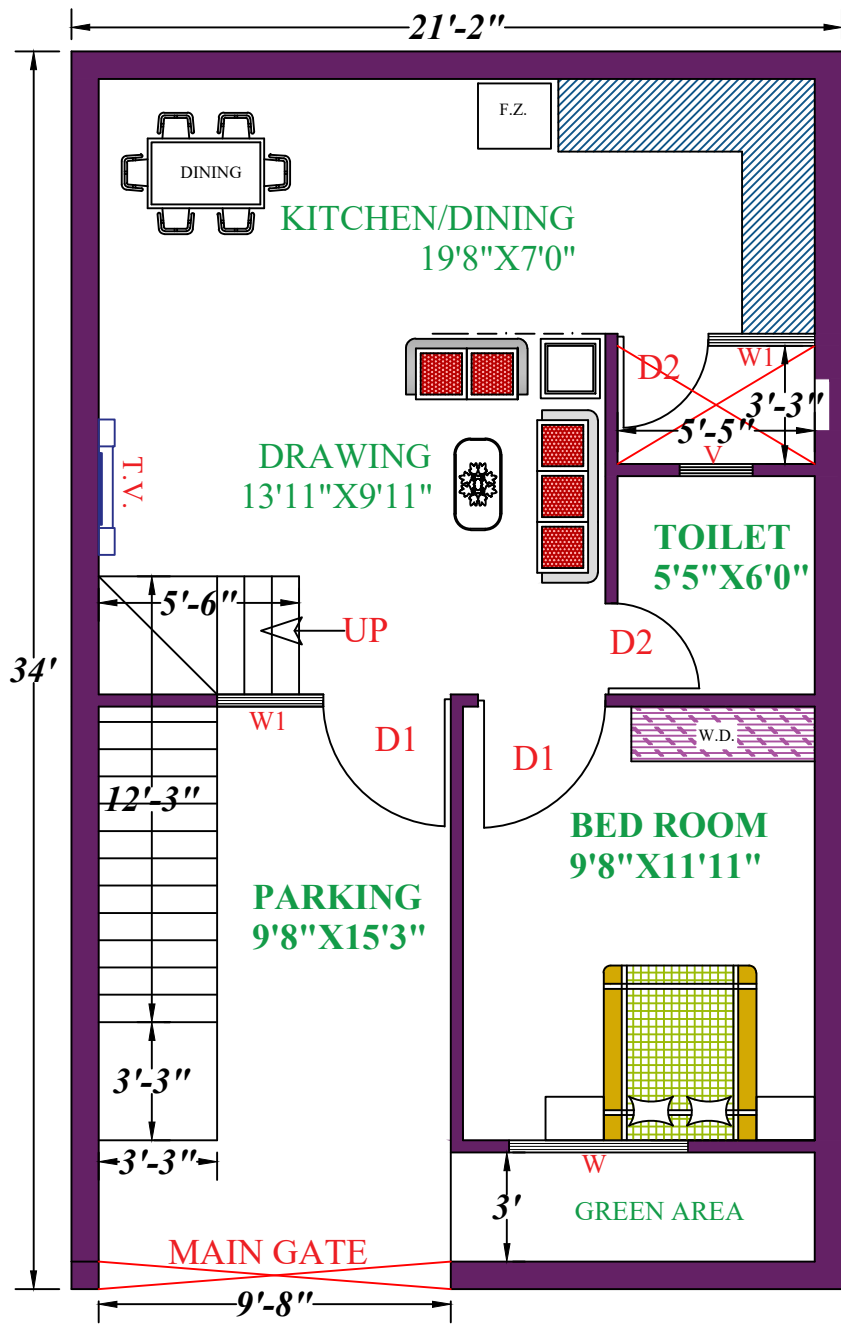 21'-2"
F.Z.
DINING
KITCHEN/DINING
19'8"X7'0"
D2
W1
3'-3"
5'-5"
V
DRAWING
13'11"X9'11"
T.V.
TOILET
5'5"X6'0"
5'-6"
UP
D2
34'
W1
D1
D1
W.D.
12'-3"
BED ROOM
9'8"X11'11"
PARKING
9'8"X15'3"
3'-3"
3'-3"
W
3'
GREEN AREA
MAIN GATE
9'-8"